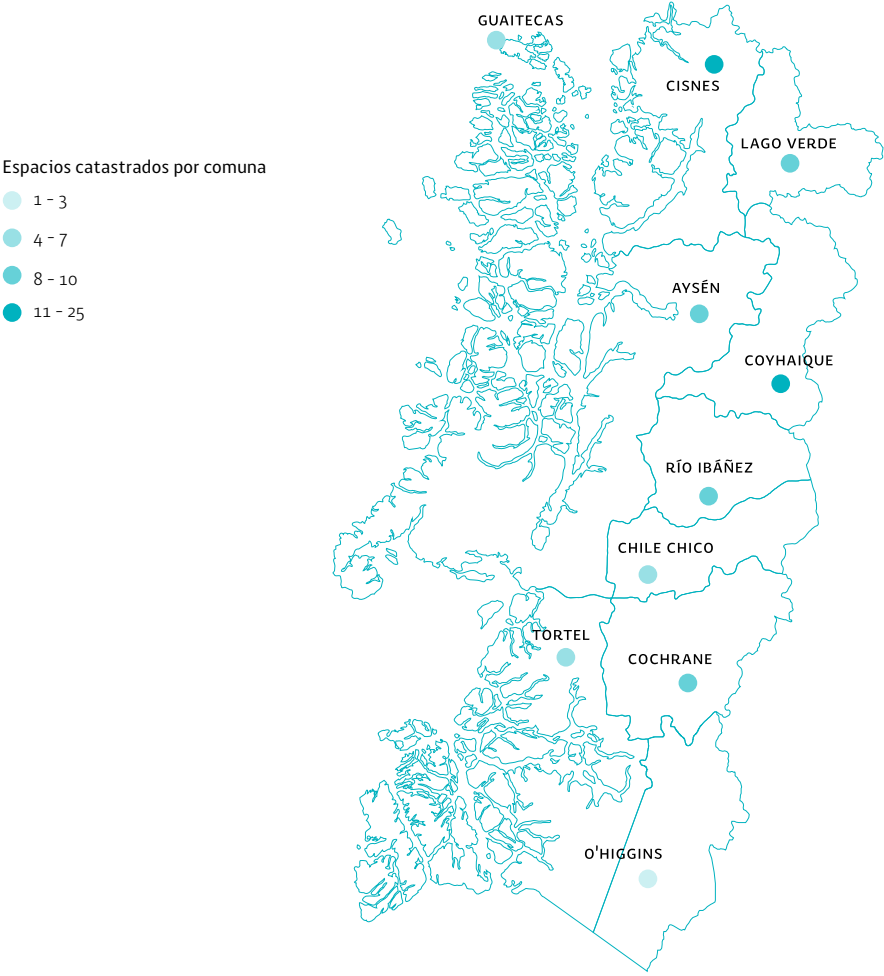 GUAITECAS
CISNES
LAGO VERDE
Espacios catastrados por comuna
1 - 3
4 - 7
8 - 10
11 - 25
AYSÉN
COYHAIQUE
RÍO IBÁÑEZ
CHILE CHICO
TORTEL
COCHRANE
O'HIGGINS